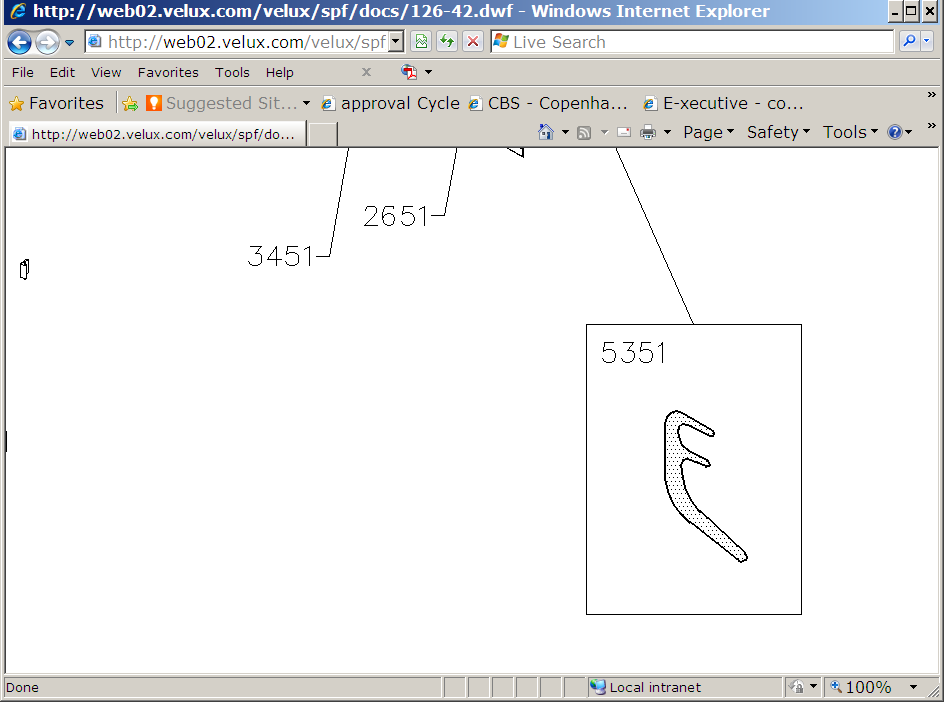 http://web02.velux.com/velux/spf/docs/126-42.dwf - Windows Internet Explorer
http://web02.velux.com/velux/spf
Live Search
File Edit View Favorites Tools Help
Favorites Suggested Sit... approval Cycle CBS - Copenha... E-xecutive - co...
http://web02.velux.com/velux/spf/do...
Page Safety Tools
2651
3451
5351
Done
Local intranet
100%